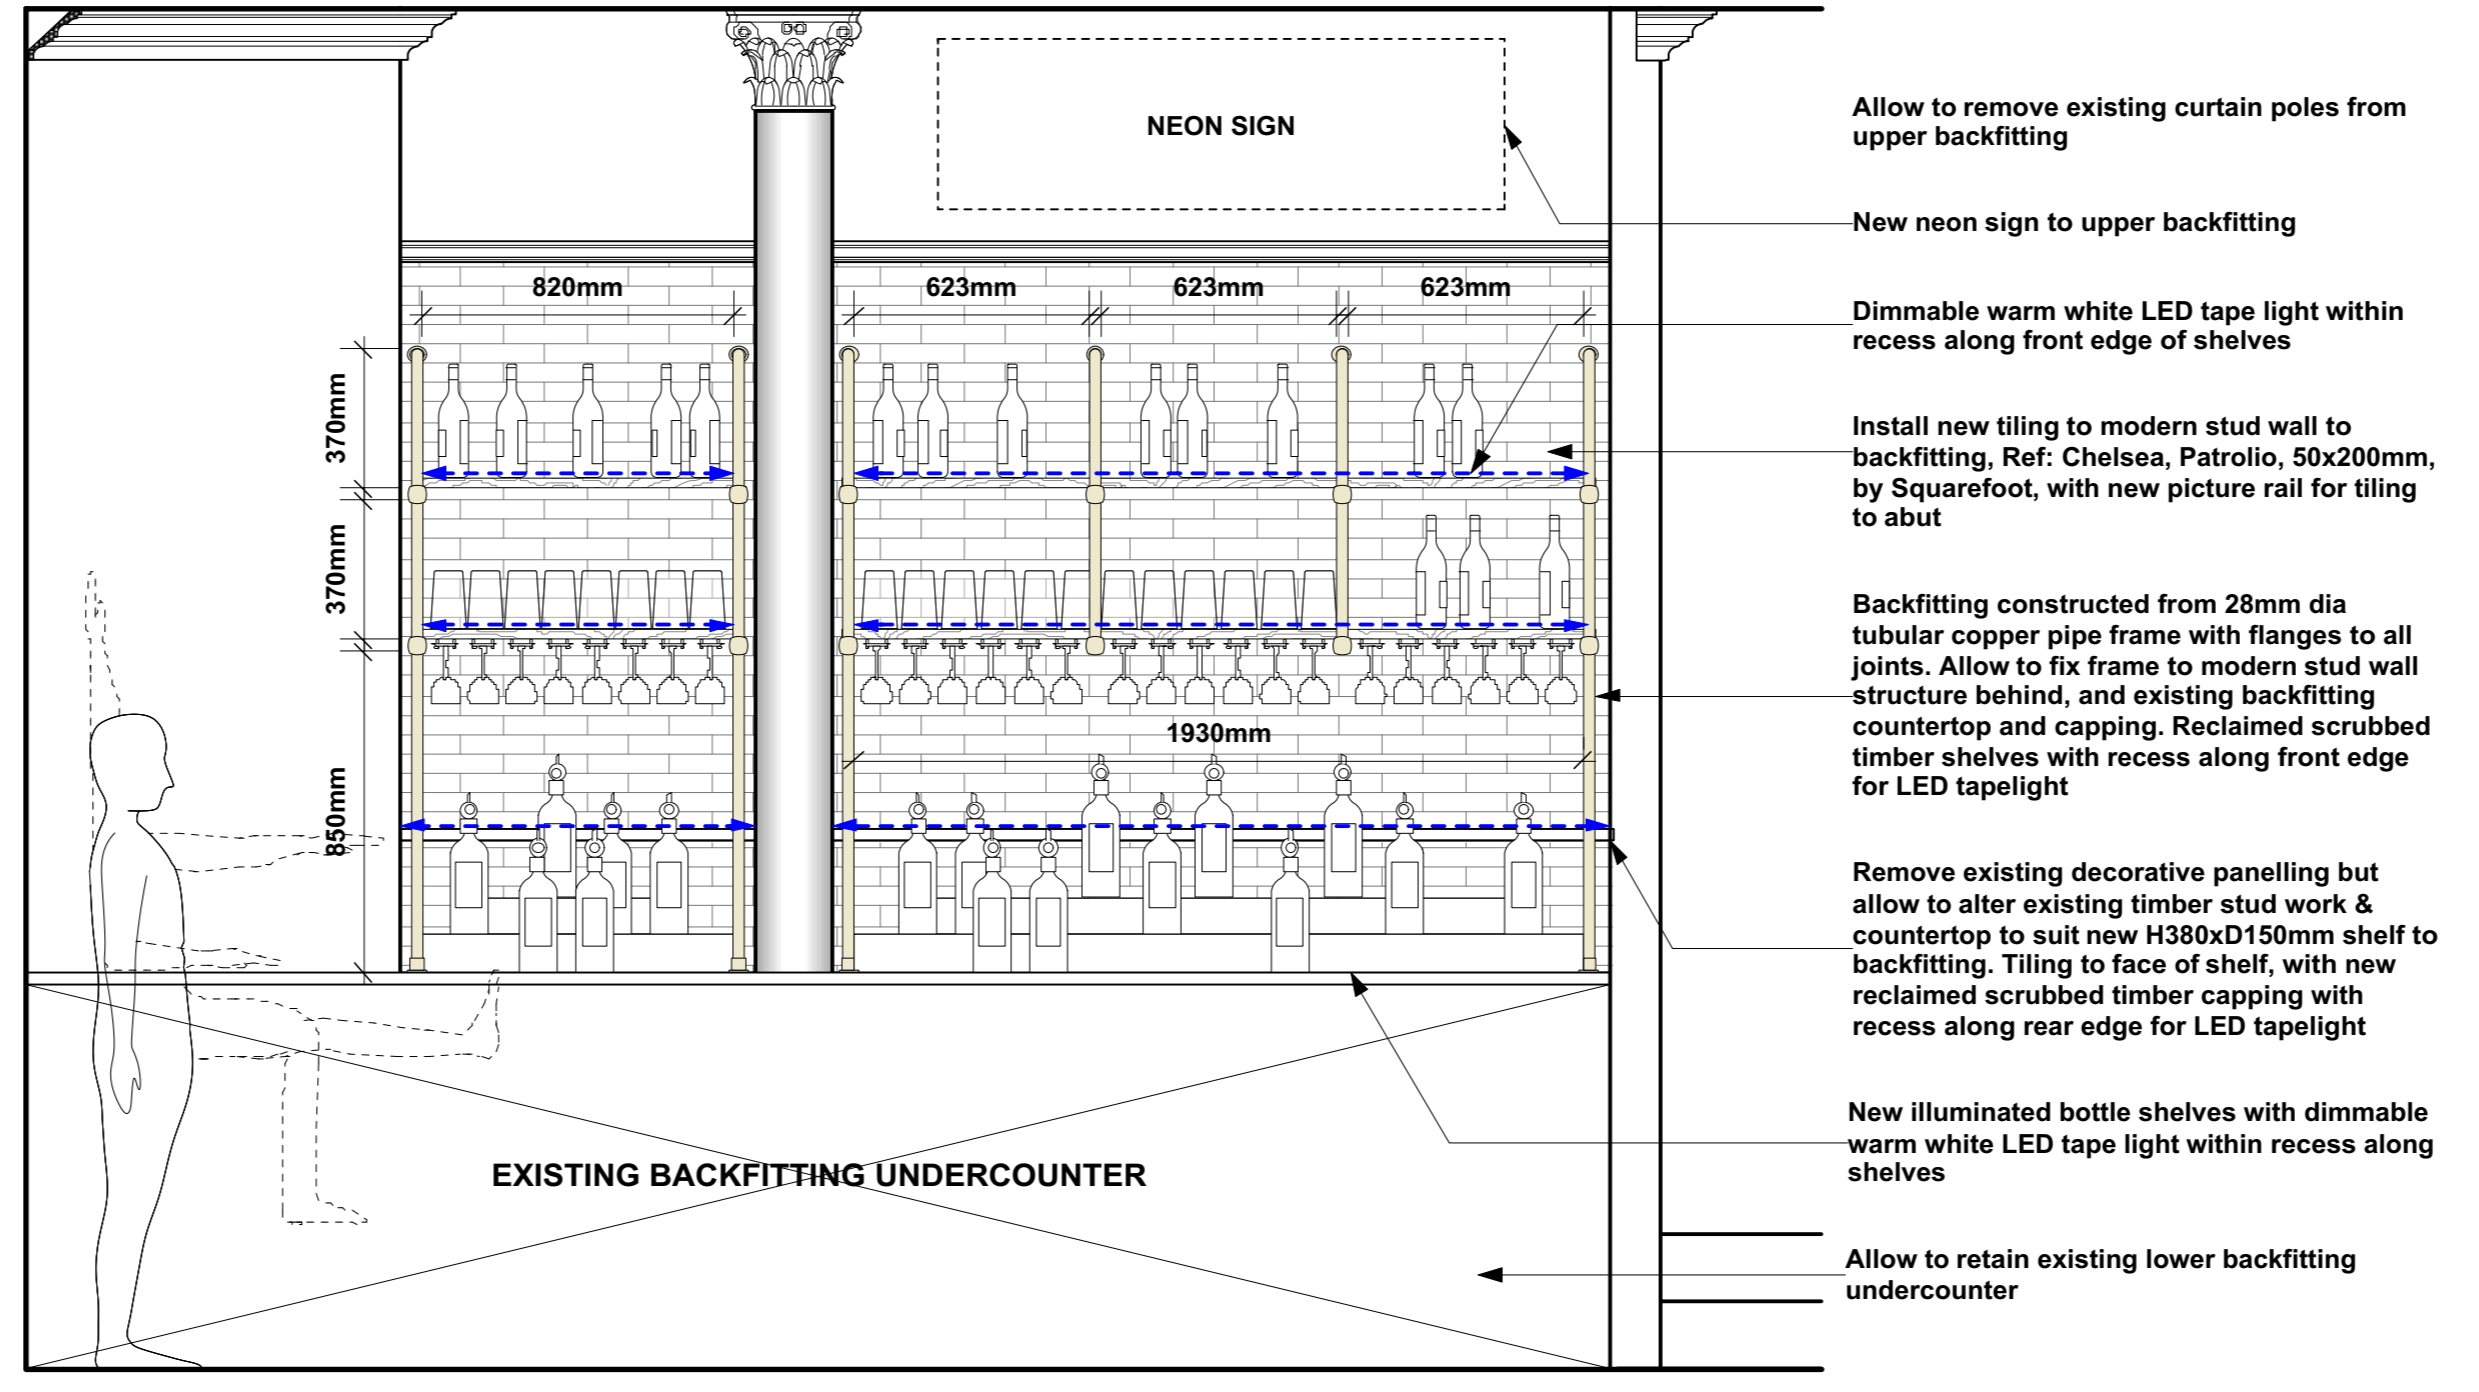 NEON SIGN
820mm
623mm
623mm
623mm
370mm
370mm
850mm
1930mm
EXISTING BACKFITTING UNDERCOUNTER
Allow to remove existing curtain poles from
upper backfitting
New neon sign to upper backfitting
Dimmable warm white LED tape light within
recess along front edge of shelves
Install new tiling to modern stud wall to
backfitting, Ref: Chelsea, Patrolio, 50x200mm,
by Squarefoot, with new picture rail for tiling
to abut
Backfitting constructed from 28mm dia
tubular copper pipe frame with flanges to all
joints. Allow to fix frame to modern stud wall
structure behind, and existing backfitting
countertop and capping. Reclaimed scrubbed
timber shelves with recess along front edge
for LED tapelight
Remove existing decorative panelling but
allow to alter existing timber stud work &
countertop to suit new H380xD150mm shelf to
backfitting. Tiling to face of shelf, with new
reclaimed scrubbed timber capping with
recess along rear edge for LED tapelight
New illuminated bottle shelves with dimmable
warm white LED tape light within recess along
shelves
Allow to retain existing lower backfitting
undercounter